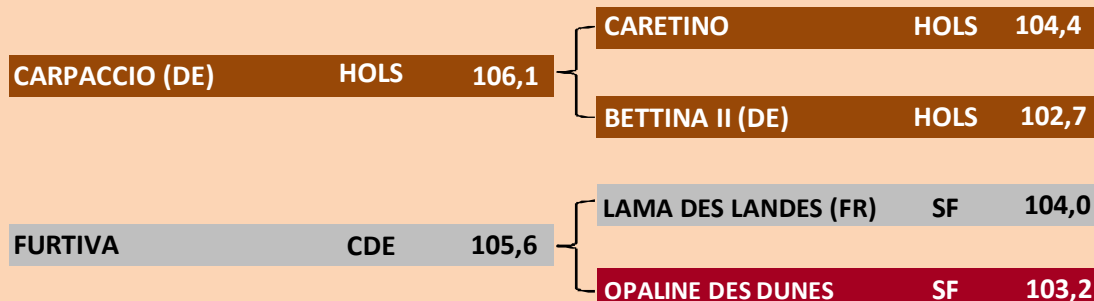 CARETINO HOLS 104,4
CARPACCIO (DE) HOLS 106,1
BETTINA II (DE) HOLS 102,7
LAMA DES LANDES (FR) SF 104,0
FURTIVA CDE 105,6
OPALINE DES DUNES SF 103,2